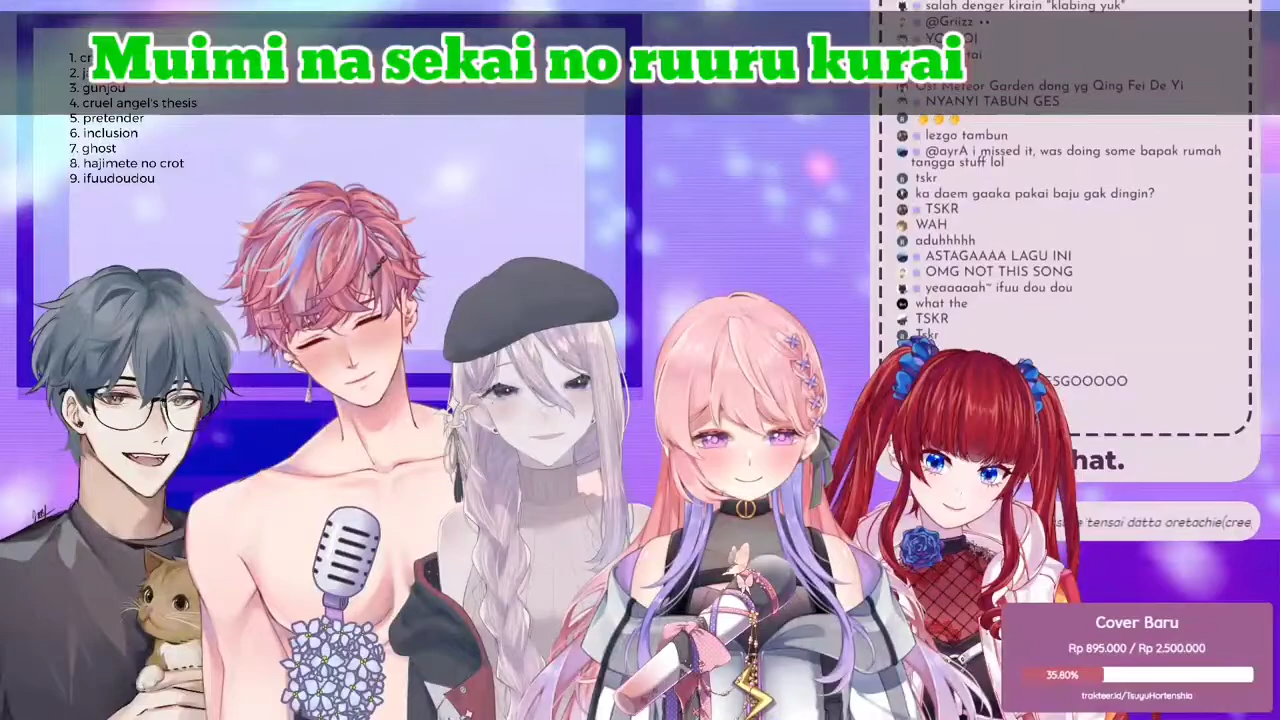 Muimi na sekai no ruuru kurai
3. gunjou
4. cruel angel's thesis
5. pretender
6. inclusion
7. ghost
8. hajimete no crot
9. ifuudoudou
salah denger kirain "klabing yuk"
@Griizz
Ost Meteor Garden dang yg Qing Fei De Yi
NYANYI TABUN GES
lezgo tambun
@ayrA i missed it, was doing some bapak rumah
tangga stuff lol
tskr
ka daem gaaka pakai baju gak dingin?
TSKR
WAH
aduhhhhh
ASTAGAAAA LAGU INI
OMG NOT THIS SONG
yeaaaaah~ ifuu dou dou
what the
TSKR
Tskr
SGOOOOO
hat.
tensai datta oretachie(cree
Cover Baru
Rp 895.000 / Rp 2.500.000
35.80%
trakteer.id/TsuyuHortenshia